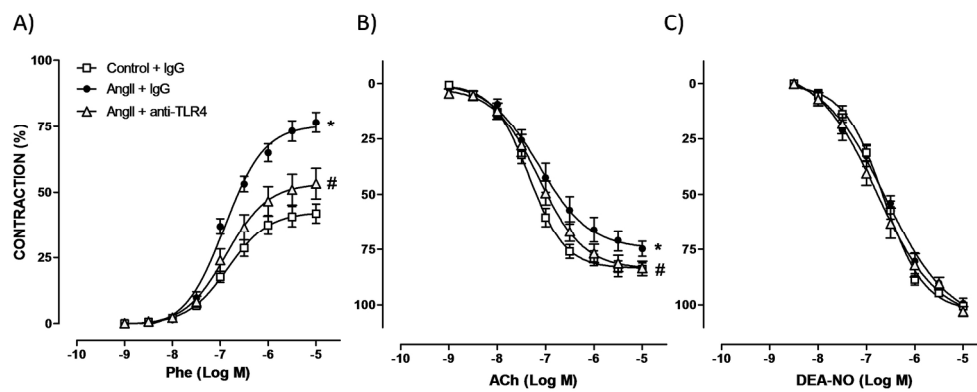 A)
Control + IgG
AngII + IgG
AngII + anti-TLR4
100
75
50
25
0
CONTRACTION (%)
*
#
-9 -8 -7 -6 -5
Phe (Log M)
B)
0
25
50
75
100
*
#
-10 -9 -8 -7 -6 -5
ACh (Log M)
C)
0
25
50
75
100
-9 -8 -7 -6 -5
DEA-NO (Log M)